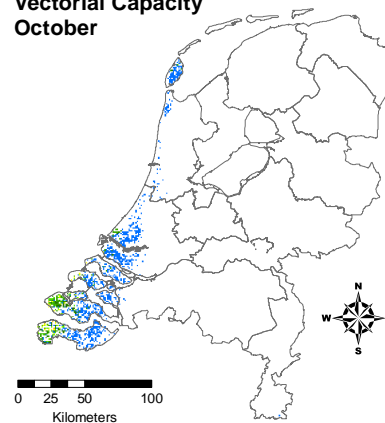 Vectorial Capacity
October
N
W E
S
0 25 50 100
Kilometers